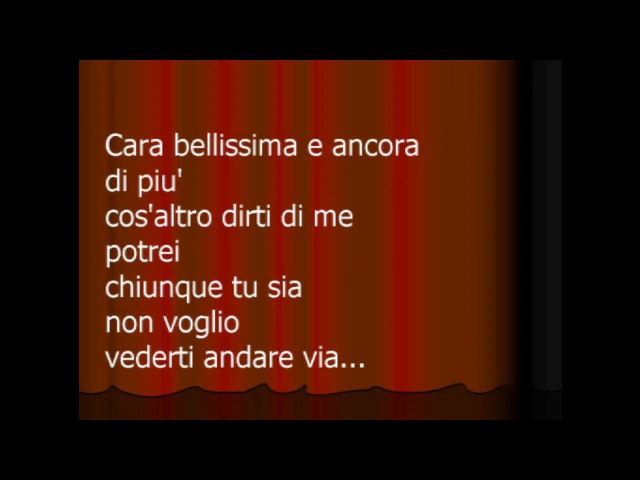 Cara bellissima e ancora
di piu'
cos'altro dirti di me
potrei
chiunque tu sia
non voglio
vederti andare via...